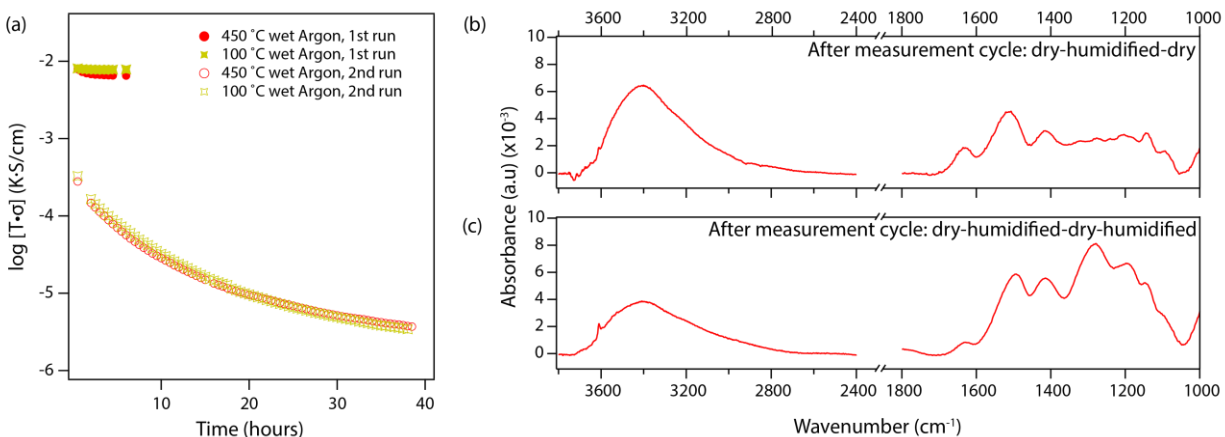 (a)
450 °C wet Argon, 1st run
100 °C wet Argon, 1st run
450 °C wet Argon, 2nd run
100 °C wet Argon, 2nd run
-2
-3
-4
-5
-6
log [T•σ] (K·S/cm)
10 20 30 40
Time (hours)
(b)
3600 3200 2800 2400 1800 1600 1400 1200 1000
After measurement cycle: dry-humidified-dry
10
8
6
4
2
0
Absorbance (a.u) (x10⁻³)
(c)
After measurement cycle: dry-humidified-dry-humidified
10
8
6
4
2
0
3600 3200 2800 2400 1800 1600 1400 1200 1000
Wavenumber (cm⁻¹)